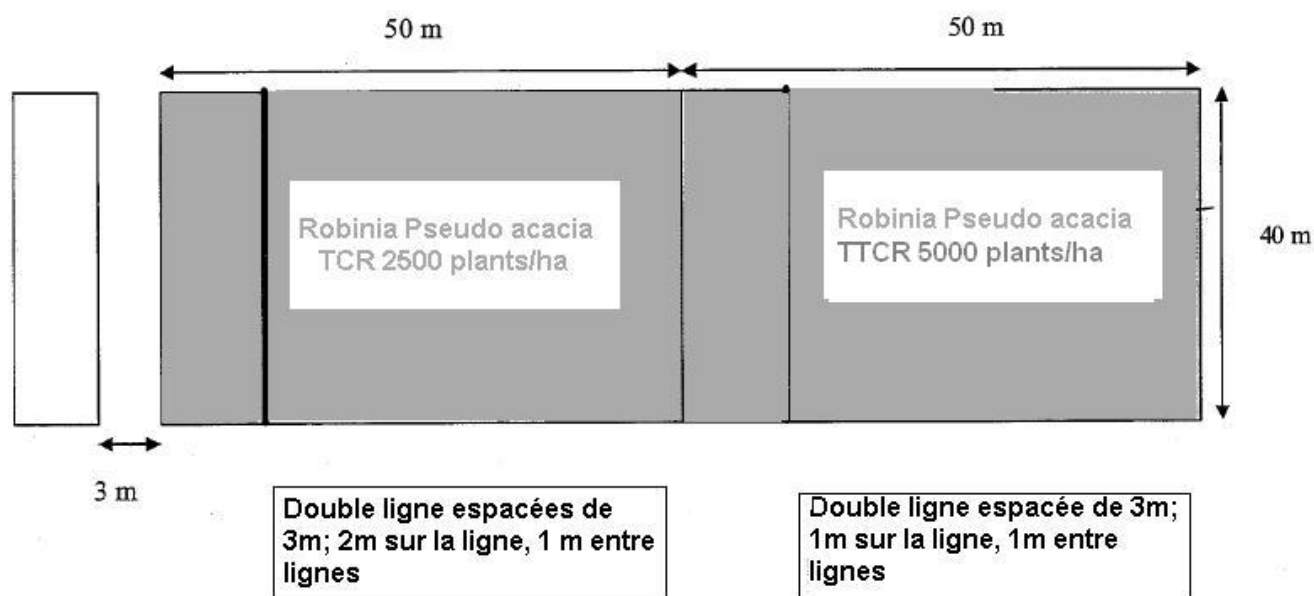 50 m
50 m
Robinia Pseudo acacia
TCR 2500 plants/ha
Robinia Pseudo acacia
TTCR 5000 plants/ha
40 m
3 m
Double ligne espacées de
3m; 2m sur la ligne, 1 m entre
lignes
Double ligne espacée de 3m;
1m sur la ligne, 1m entre
lignes